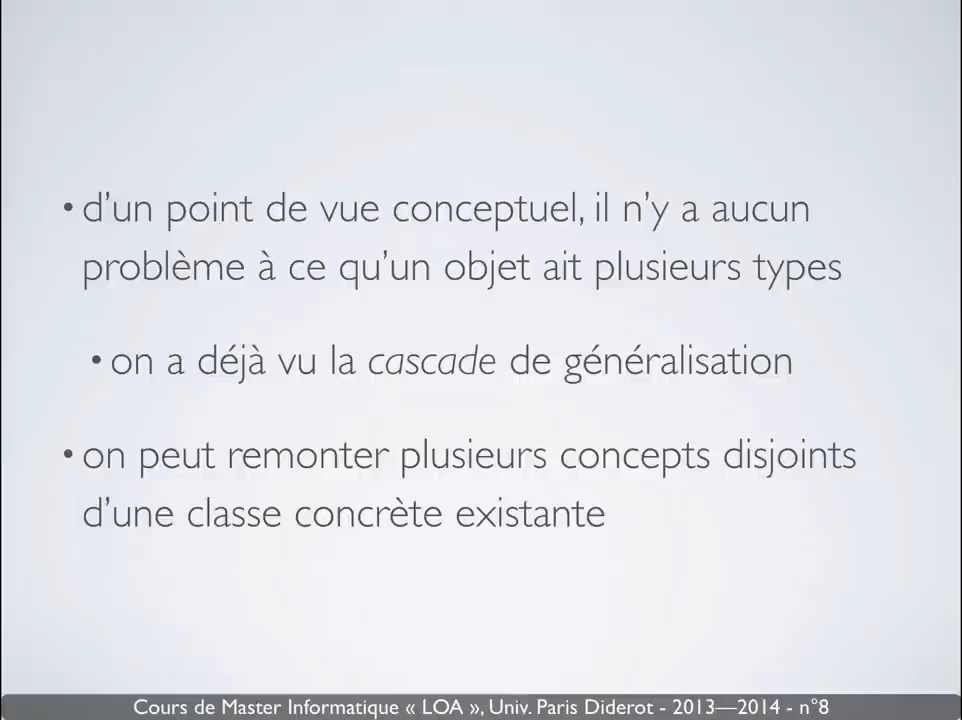 • d’un point de vue conceptuel, il n’y a aucun
problème à ce qu’un objet ait plusieurs types
• on a déjà vu la cascade de généralisation
• on peut remonter plusieurs concepts disjoints
d’une classe concrète existante
Cours de Master Informatique « LOA », Univ. Paris Diderot - 2013—2014 - n°8